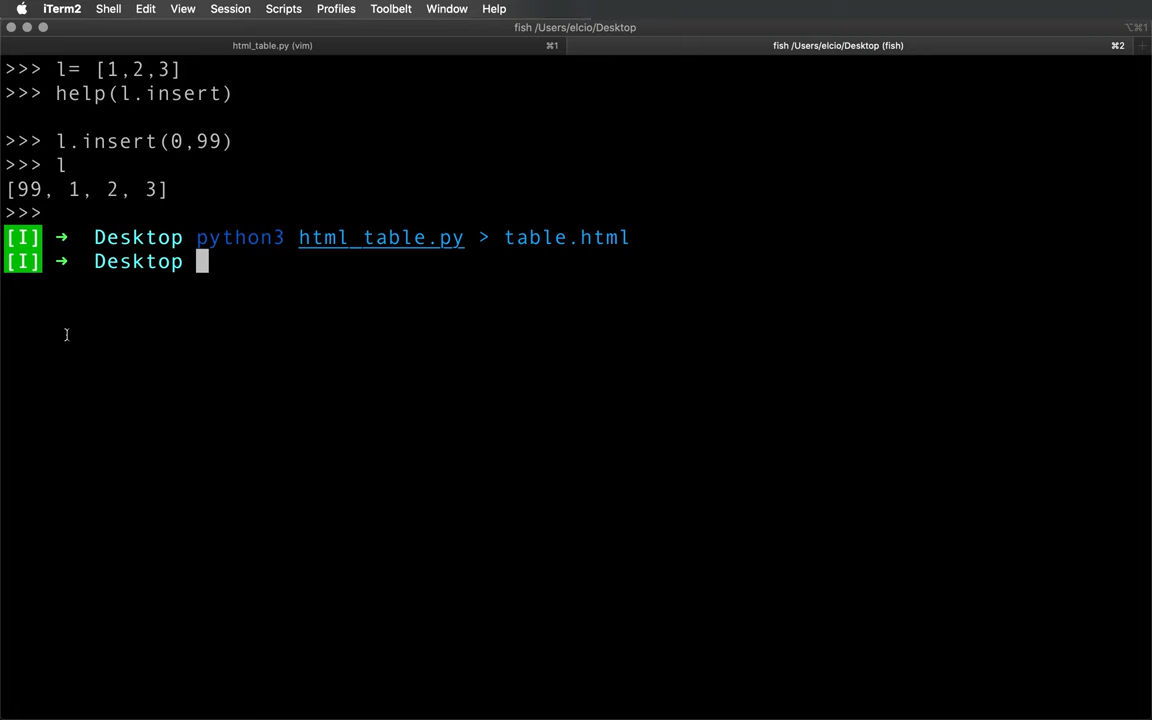 iTerm2 Shell Edit View Session Scripts Profiles Toolbelt Window Help
fish /Users/elcio/Desktop ⌥⌘1
html_table.py (vim) ⌘1 fish /Users/elcio/Desktop (fish) ⌘2 +
>>> l= [1,2,3]
>>> help(l.insert)
>>> l.insert(0,99)
>>> l
[99, 1, 2, 3]
>>>
[I] → Desktop python3 html_table.py > table.html
[I] → Desktop